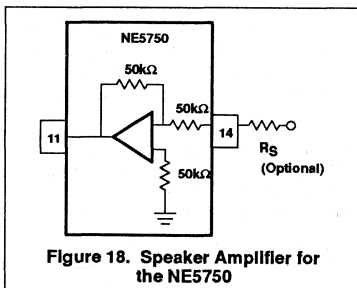 NE5750
50kΩ
50kΩ
11
14
50kΩ
RS
(Optional)
Figure 18. Speaker Amplifier for
the NE5750